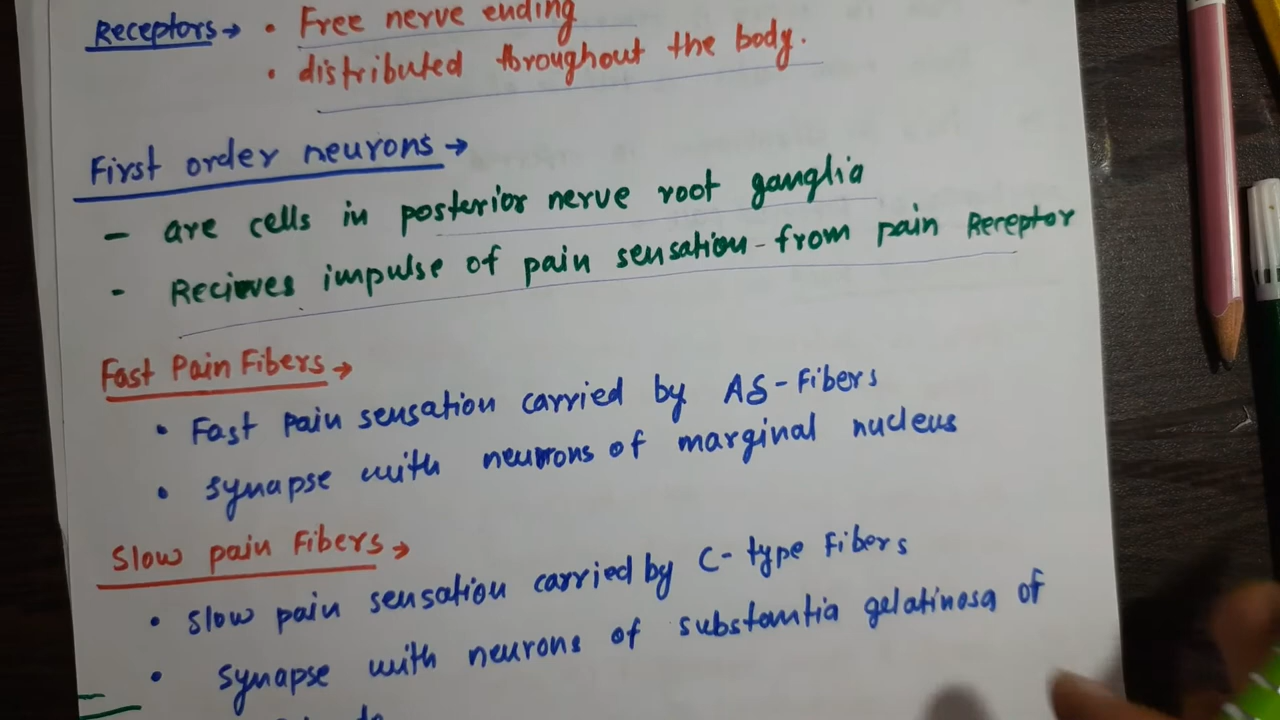 Receptors → • Free nerve ending
• distributed throughout the body.
First order neurons →
- are cells in posterior nerve root ganglia
- Recieves impulse of pain sensation from pain Receptor
Fast Pain Fibers →
• Fast pain sensation carried by Aδ-Fibers
• synapse with neurons of marginal nucleus
Slow pain Fibers →
• slow pain sensation carried by C-type Fibers
• synapse with neurons of substantia gelatinosa of